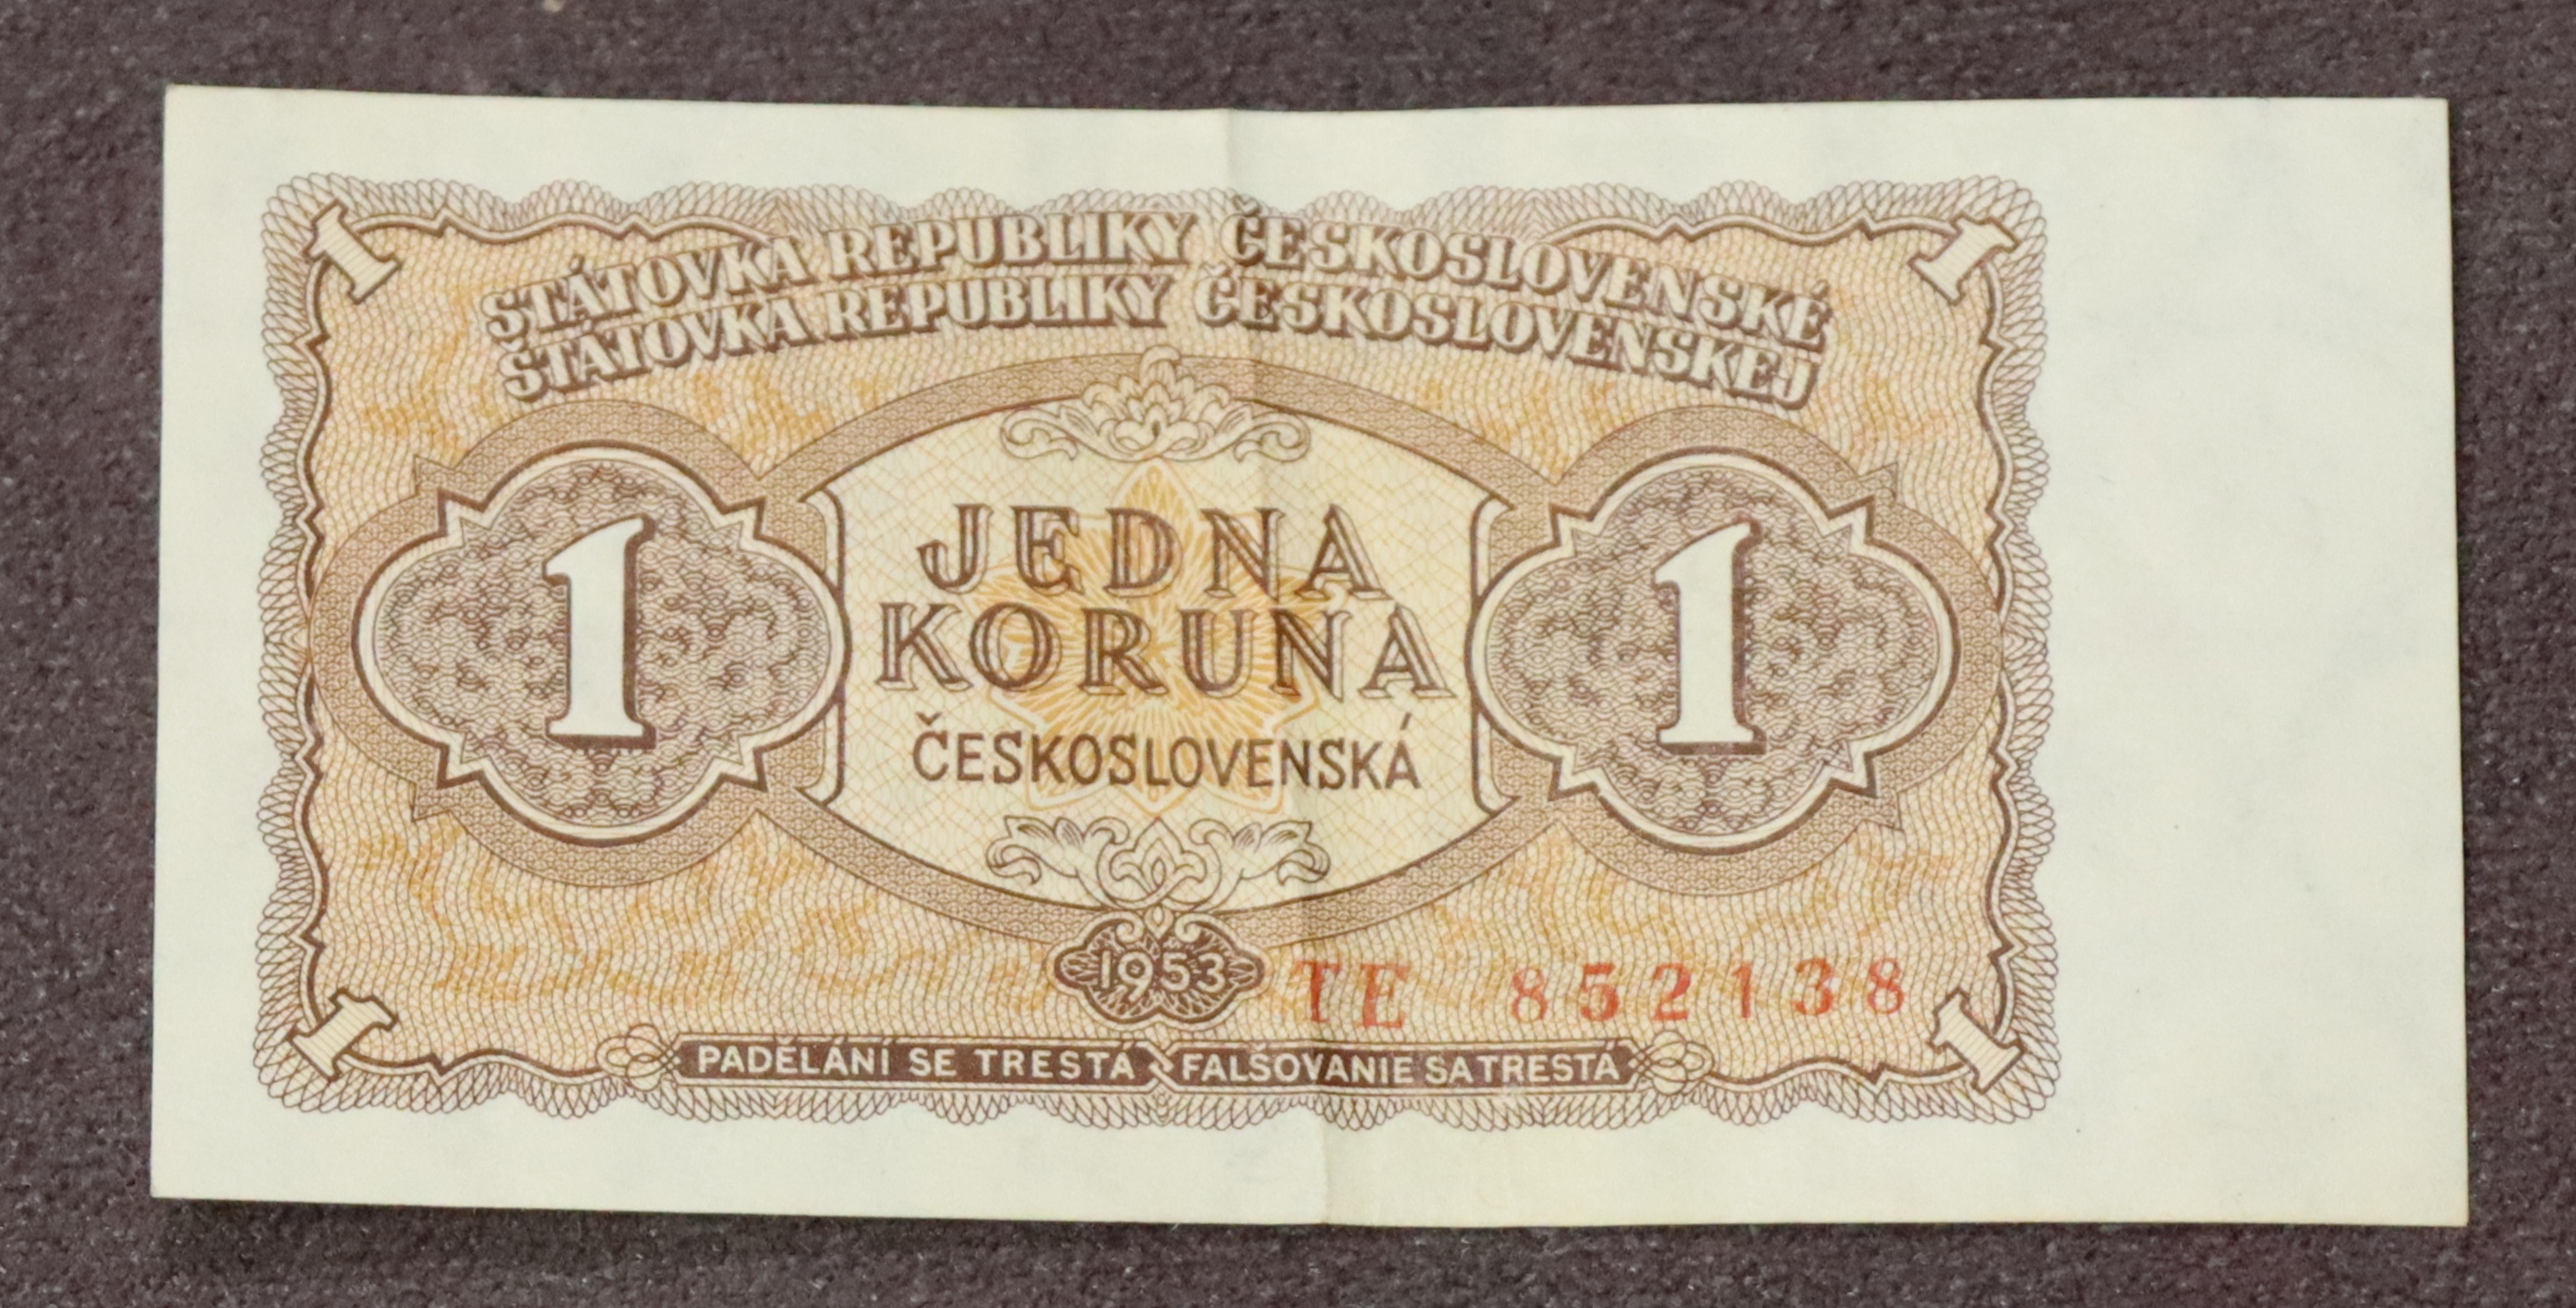 1 1
STÁTOVKA REPUBLIKY ČESKOSLOVENSKÉ
ŠTÁTOVKA REPUBLIKY ČESKOSLOVENSKEJ
1 1
JEDNA
KORUNA
ČESKOSLOVENSKÁ
1953 TE 852138
1 1
PADĚLÁNÍ SE TRESTÁ FALŠOVANIE SA TRESTÁ